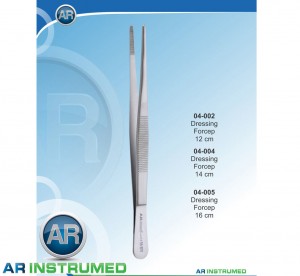 AR
04-002
Dressing
Forcep
12 cm
04-004
Dressing
Forcep
14 cm
04-005
Dressing
Forcep
16 cm
AR
AR INSTRUMED